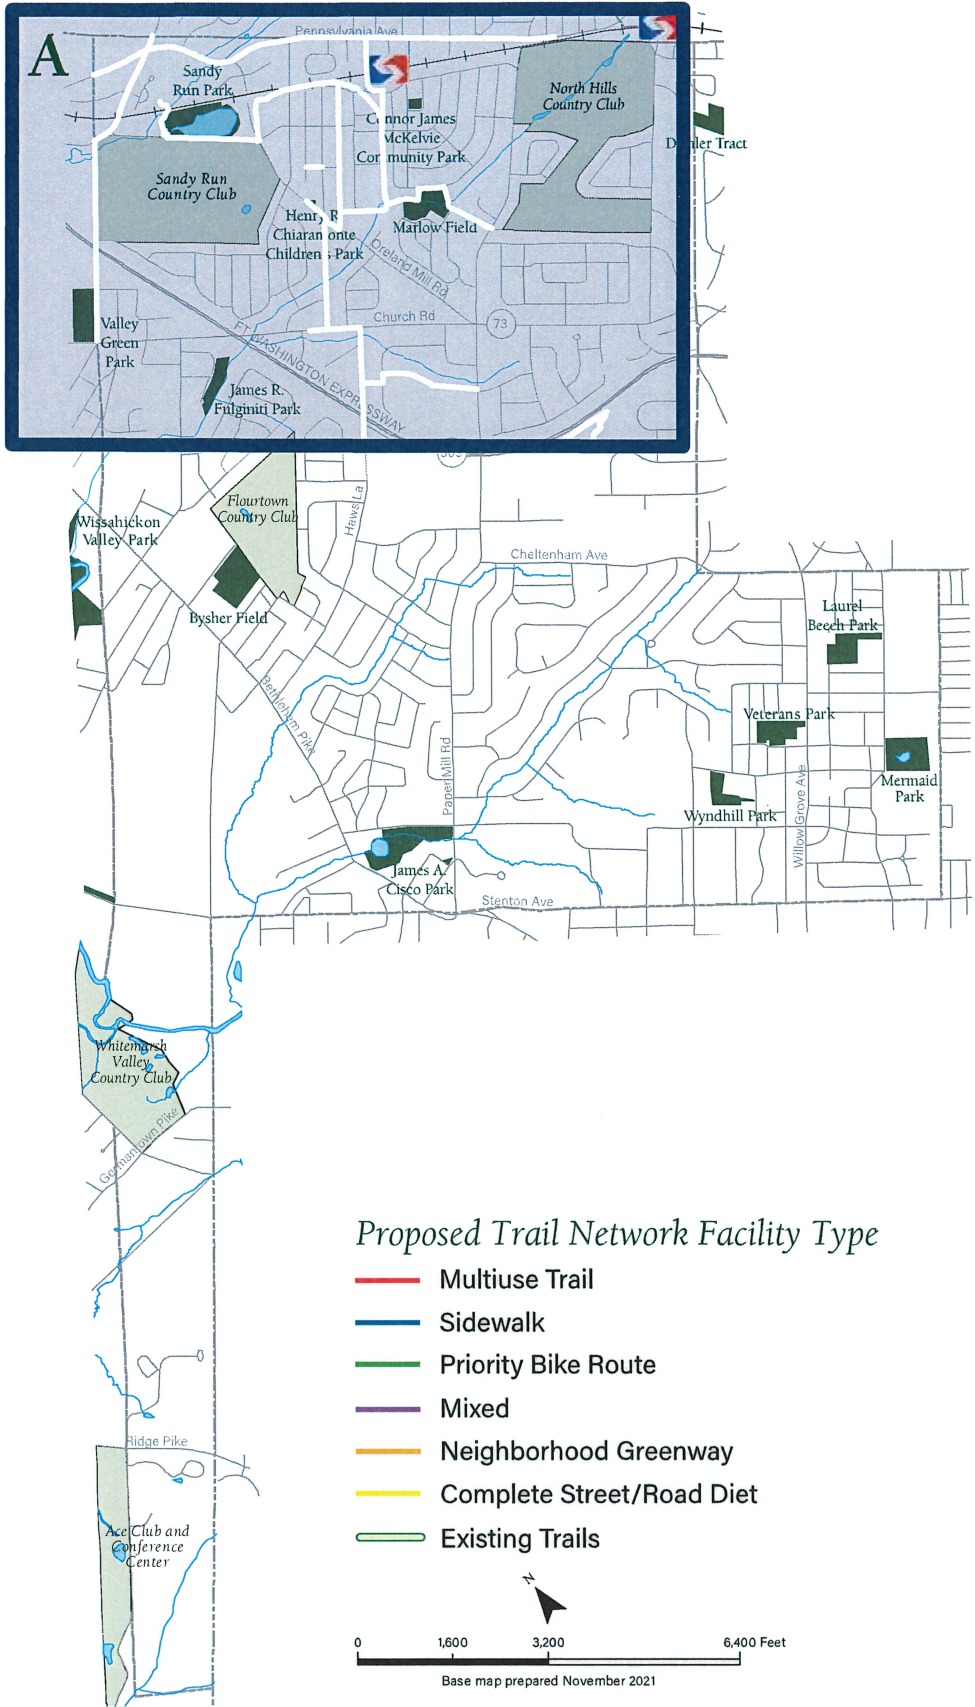 A
Pennsylvania Ave
Sandy
Run Park
North Hills
Country Club
Connor James
McKelvie
Community Park
Sandy Run
Country Club
Henry R
Chiaramonte
Children's Park
Marlow Field
Oreland Mill Rd
Church Rd
73
Valley
Green
Park
FT WASHINGTON EXPRESSWAY
James R.
Fulginiti Park
309
Flourtown
Country Club
Haws La
Wissahickon
Valley Park
Cheltenham Ave
Bysher Field
Laurel
Beech Park
Bethlehem Pike
Veterans Park
Paper Mill Rd
Mermaid
Park
Wyndhill Park
Willow Grove Ave
James A.
Cisco Park
Stenton Ave
Whitemarsh
Valley
Country Club
Germantown Pike
Ridge Pike
Ace Club and
Conference
Center
Proposed Trail Network Facility Type
Multiuse Trail
Sidewalk
Priority Bike Route
Mixed
Neighborhood Greenway
Complete Street/Road Diet
Existing Trails
N
0 1,600 3,200 6,400 Feet
Base map prepared November 2021